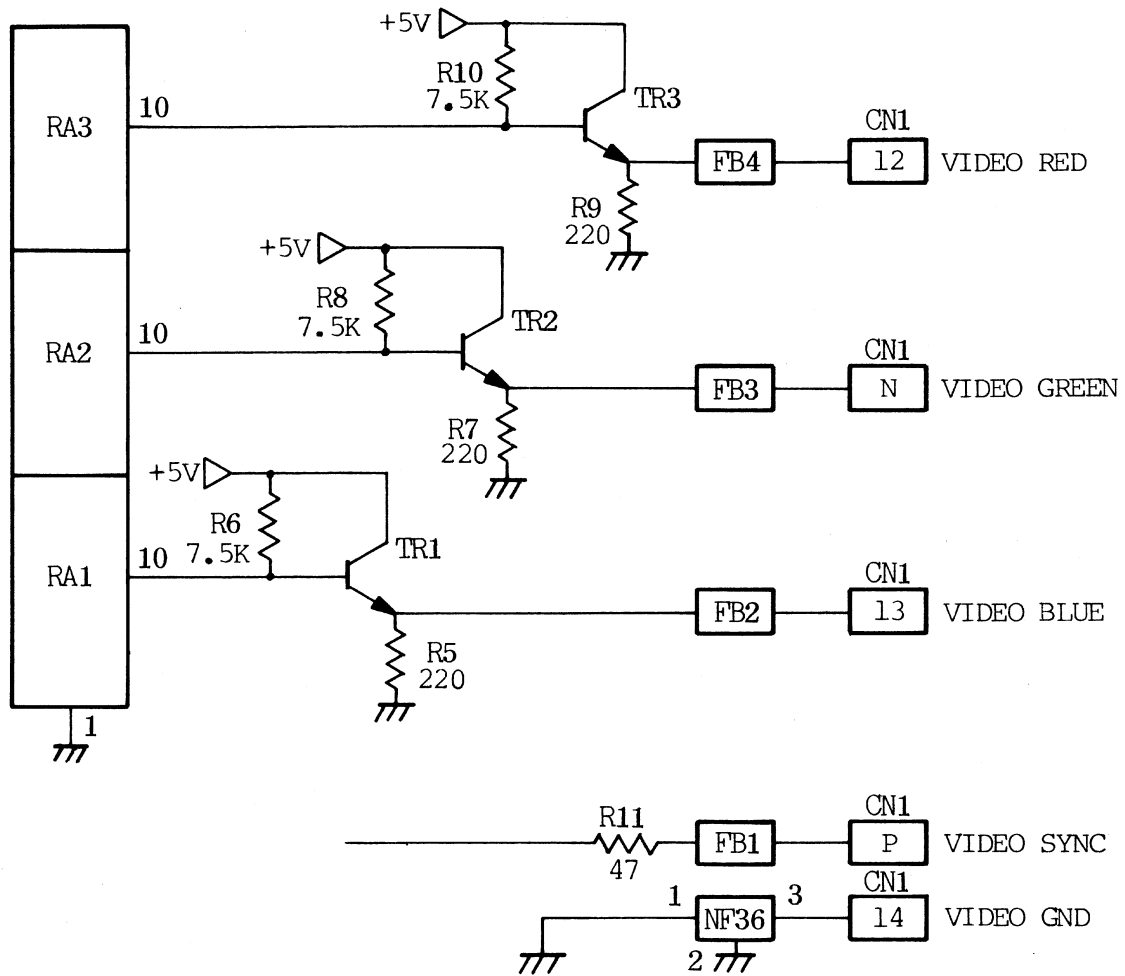 +5V
R10
7.5K
TR3
10
RA3
CN1
FB4
12
VIDEO RED
R9
220
+5V
R8
7.5K
TR2
10
RA2
CN1
FB3
N
VIDEO GREEN
R7
220
+5V
R6
7.5K
TR1
10
RA1
CN1
FB2
13
VIDEO BLUE
R5
220
1
CN1
R11
47
FB1
P
VIDEO SYNC
CN1
1
NF36
3
14
VIDEO GND
2